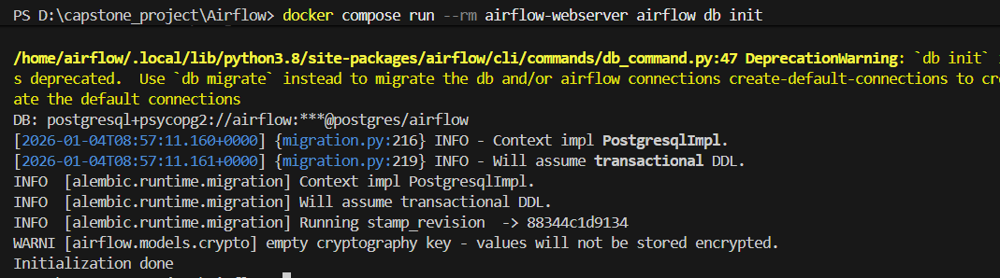 PS D:\capstone_project\Airflow> docker compose run --rm airflow-webserver airflow db init
/home/airflow/.local/lib/python3.8/site-packages/airflow/cli/commands/db_command.py:47 DeprecationWarning: `db init`
s deprecated.  Use `db migrate` instead to migrate the db and/or airflow connections create-default-connections to cre
ate the default connections
DB: postgresql+psycopg2://airflow:***@postgres/airflow
[2026-01-04T08:57:11.160+0000] {migration.py:216} INFO - Context impl PostgresqlImpl.
[2026-01-04T08:57:11.161+0000] {migration.py:219} INFO - Will assume transactional DDL.
INFO  [alembic.runtime.migration] Context impl PostgresqlImpl.
INFO  [alembic.runtime.migration] Will assume transactional DDL.
INFO  [alembic.runtime.migration] Running stamp_revision  -> 88344c1d9134
WARNI [airflow.models.crypto] empty cryptography key - values will not be stored encrypted.
Initialization done